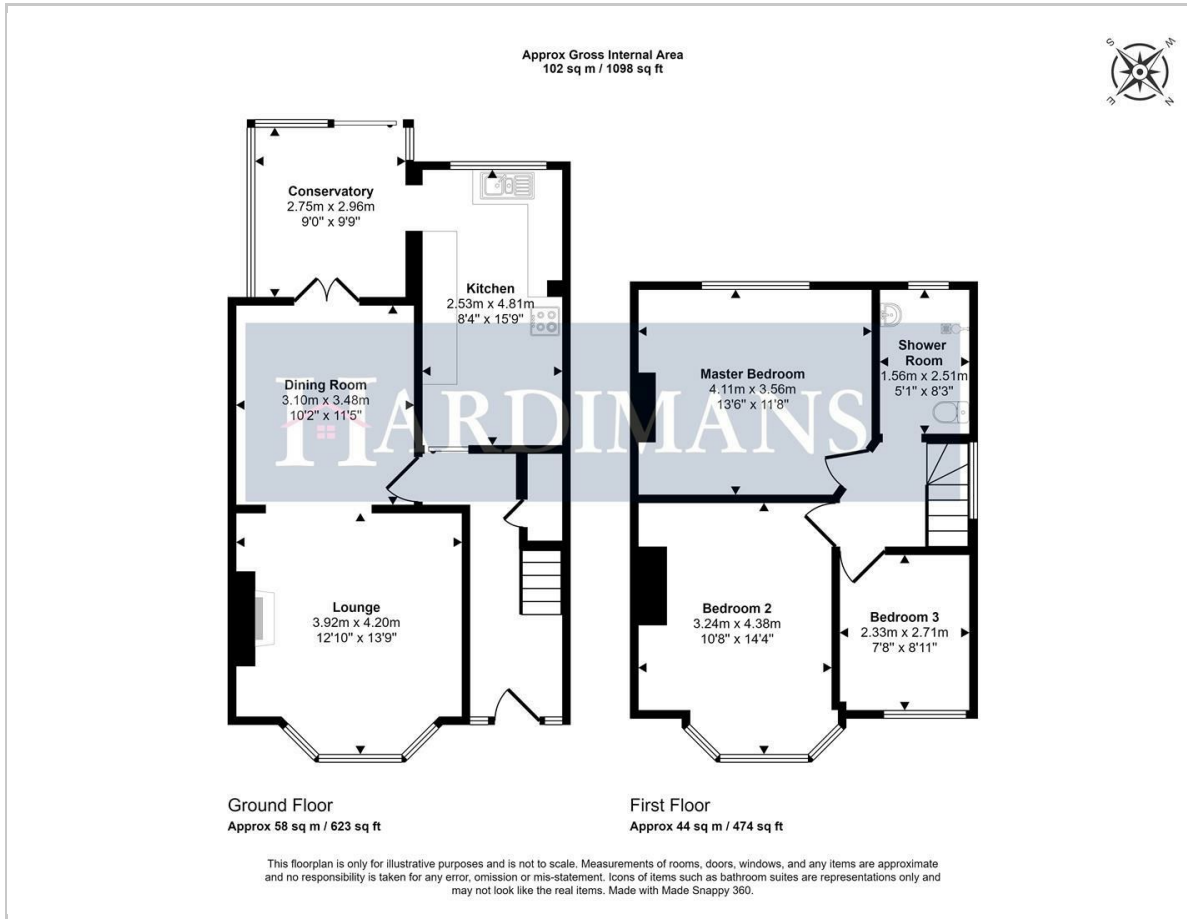 Approx Gross Internal Area
102 sq m / 1098 sq ft
S
W
E
N
Conservatory
2.75m x 2.96m
9'0" x 9'9"
Kitchen
2.53m x 4.81m
8'4" x 15'9"
Dining Room
3.10m x 3.48m
10'2" x 11'5"
Lounge
3.92m x 4.20m
12'10" x 13'9"
Master Bedroom
4.11m x 3.56m
13'6" x 11'8"
Shower
Room
1.56m x 2.51m
5'1" x 8'3"
HARDIMANS
Bedroom 2
3.24m x 4.38m
10'8" x 14'4"
Bedroom 3
2.33m x 2.71m
7'8" x 8'11"
Ground Floor
Approx 58 sq m / 623 sq ft
First Floor
Approx 44 sq m / 474 sq ft
This floorplan is only for illustrative purposes and is not to scale. Measurements of rooms, doors, windows, and any items are approximate
and no responsibility is taken for any error, omission or mis-statement. Icons of items such as bathroom suites are representations only and
may not look like the real items. Made with Made Snappy 360.